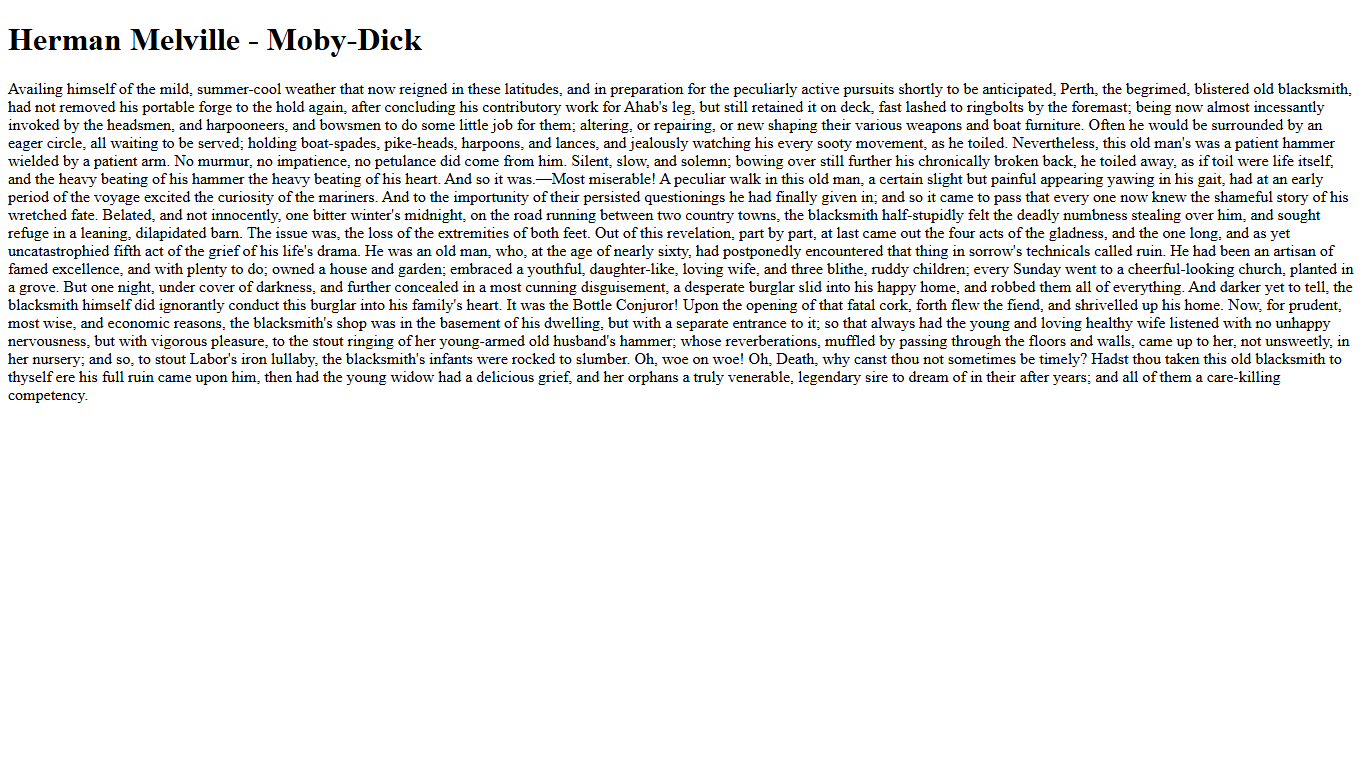 Herman Melville - Moby-Dick
Availing himself of the mild, summer-cool weather that now reigned in these latitudes, and in preparation for the peculiarly active pursuits shortly to be anticipated, Perth, the begrimed, blistered old blacksmith,
had not removed his portable forge to the hold again, after concluding his contributory work for Ahab's leg, but still retained it on deck, fast lashed to ringbolts by the foremast; being now almost incessantly
invoked by the headsmen, and harpooneers, and bowsmen to do some little job for them; altering, or repairing, or new shaping their various weapons and boat furniture. Often he would be surrounded by an
eager circle, all waiting to be served; holding boat-spades, pike-heads, harpoons, and lances, and jealously watching his every sooty movement, as he toiled. Nevertheless, this old man's was a patient hammer
wielded by a patient arm. No murmur, no impatience, no petulance did come from him. Silent, slow, and solemn; bowing over still further his chronically broken back, he toiled away, as if toil were life itself,
and the heavy beating of his hammer the heavy beating of his heart. And so it was.—Most miserable! A peculiar walk in this old man, a certain slight but painful appearing yawing in his gait, had at an early
period of the voyage excited the curiosity of the mariners. And to the importunity of their persisted questionings he had finally given in; and so it came to pass that every one now knew the shameful story of his
wretched fate. Belated, and not innocently, one bitter winter's midnight, on the road running between two country towns, the blacksmith half-stupidly felt the deadly numbness stealing over him, and sought
refuge in a leaning, dilapidated barn. The issue was, the loss of the extremities of both feet. Out of this revelation, part by part, at last came out the four acts of the gladness, and the one long, and as yet
uncatastrophied fifth act of the grief of his life's drama. He was an old man, who, at the age of nearly sixty, had postponedly encountered that thing in sorrow's technicals called ruin. He had been an artisan of
famed excellence, and with plenty to do; owned a house and garden; embraced a youthful, daughter-like, loving wife, and three blithe, ruddy children; every Sunday went to a cheerful-looking church, planted in
a grove. But one night, under cover of darkness, and further concealed in a most cunning disguisement, a desperate burglar slid into his happy home, and robbed them all of everything. And darker yet to tell, the
blacksmith himself did ignorantly conduct this burglar into his family's heart. It was the Bottle Conjuror! Upon the opening of that fatal cork, forth flew the fiend, and shrivelled up his home. Now, for prudent,
most wise, and economic reasons, the blacksmith's shop was in the basement of his dwelling, but with a separate entrance to it; so that always had the young and loving healthy wife listened with no unhappy
nervousness, but with vigorous pleasure, to the stout ringing of her young-armed old husband's hammer; whose reverberations, muffled by passing through the floors and walls, came up to her, not unsweetly, in
her nursery; and so, to stout Labor's iron lullaby, the blacksmith's infants were rocked to slumber. Oh, woe on woe! Oh, Death, why canst thou not sometimes be timely? Hadst thou taken this old blacksmith to
thyself ere his full ruin came upon him, then had the young widow had a delicious grief, and her orphans a truly venerable, legendary sire to dream of in their after years; and all of them a care-killing
competency.